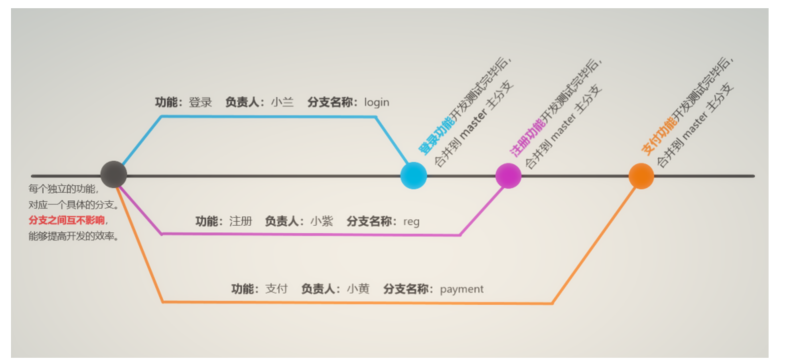 功能：登录 负责人：小兰 分支名称：login
登录功能开发测试完毕后，
合并到 master 主分支
注册功能开发测试完毕后，
合并到 master 主分支
支付功能开发测试完毕后，
合并到 master 主分支
每个独立的功能，
对应一个具体的分支。
分支之间互不影响，
能够提高开发的效率。
功能：注册 负责人：小紫 分支名称：reg
功能：支付 负责人：小黄 分支名称：payment